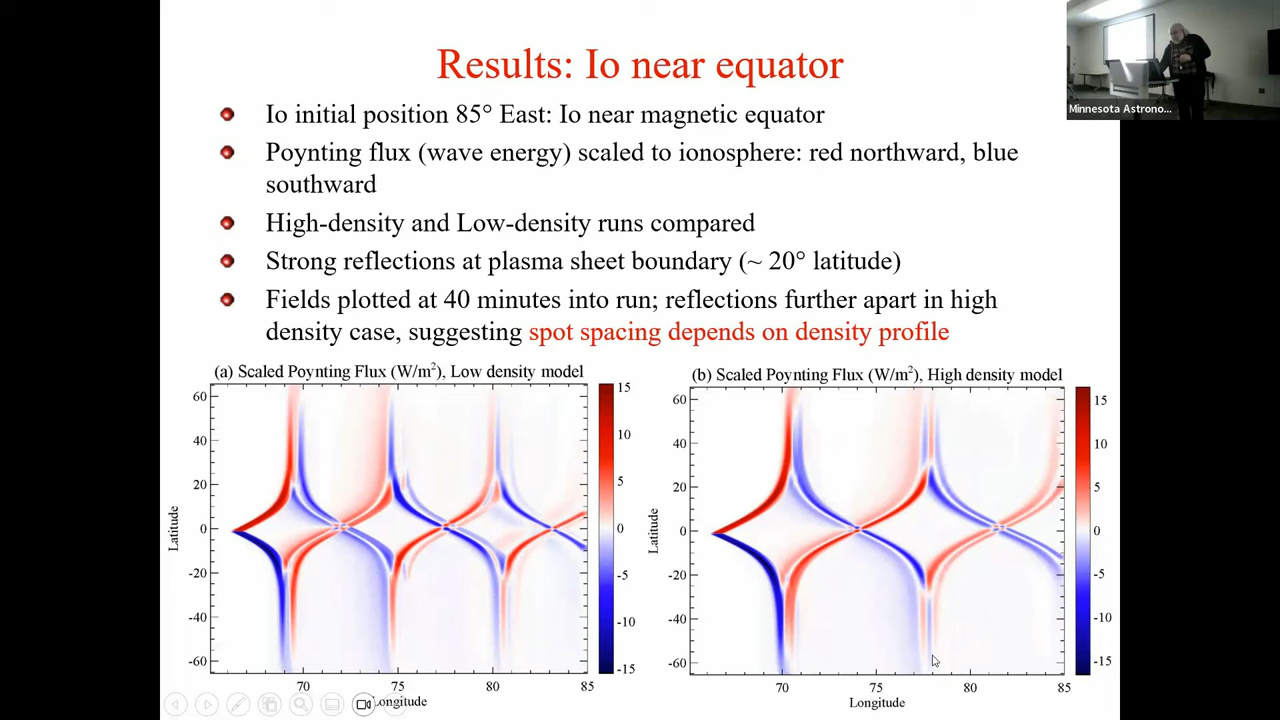 Results: Io near equator
Io initial position 85° East: Io near magnetic equator
Poynting flux (wave energy) scaled to ionosphere: red northward, blue
southward
High-density and Low-density runs compared
Strong reflections at plasma sheet boundary (~ 20° latitude)
Fields plotted at 40 minutes into run; reflections further apart in high
density case, suggesting spot spacing depends on density profile
Minnesota Astrono...
(a) Scaled Poynting Flux (W/m²), Low density model
60
40
20
0
-20
-40
-60
Latitude
70
75
80
85
Longitude
15
10
5
0
-5
-10
-15
(b) Scaled Poynting Flux (W/m²), High density model
60
40
20
0
-20
-40
-60
Latitude
70
75
80
85
Longitude
15
10
5
0
-5
-10
-15